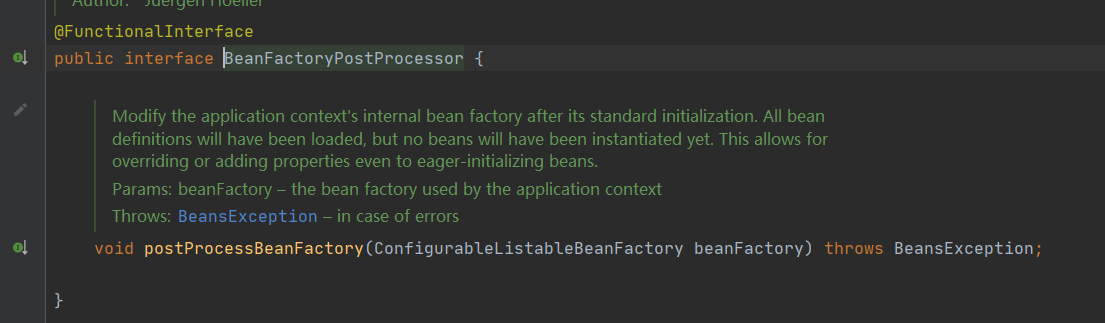 Author: Juergen Hoeller
@FunctionalInterface
public interface BeanFactoryPostProcessor {
Modify the application context's internal bean factory after its standard initialization. All bean
definitions will have been loaded, but no beans will have been instantiated yet. This allows for
overriding or adding properties even to eager-initializing beans.
Params: beanFactory – the bean factory used by the application context
Throws: BeansException – in case of errors
void postProcessBeanFactory(ConfigurableListableBeanFactory beanFactory) throws BeansException;
}